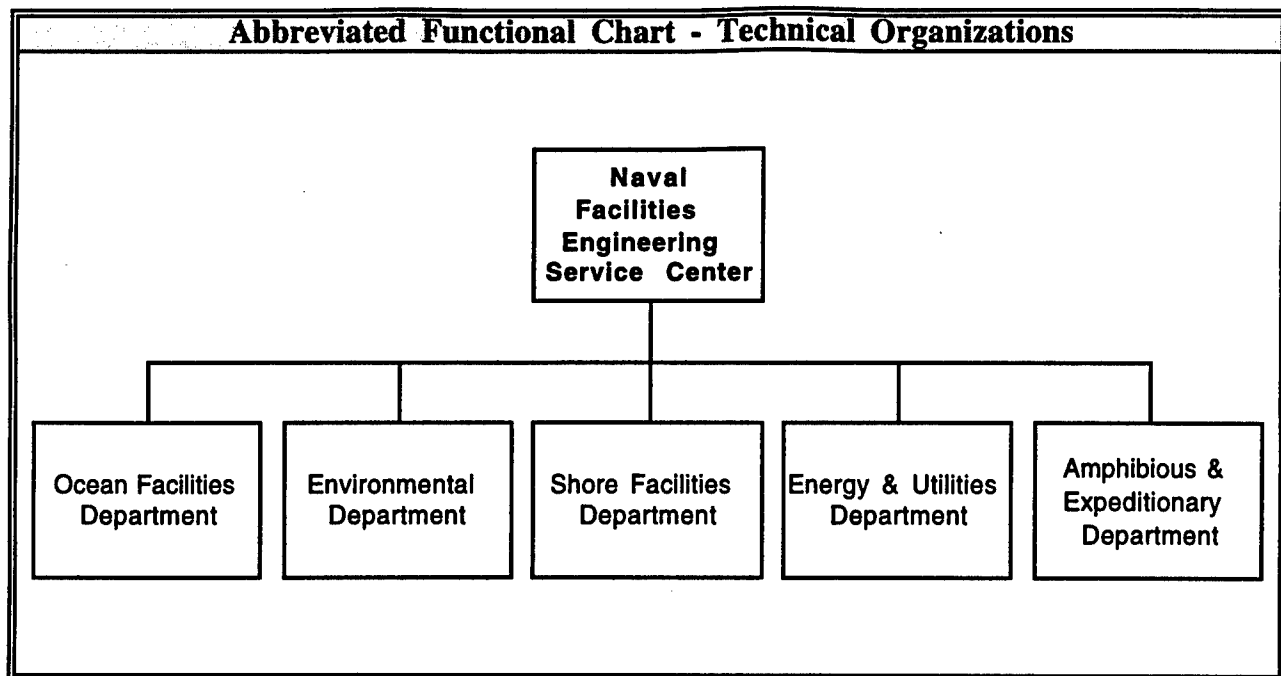 Abbreviated Functional Chart - Technical Organizations
Naval
Facilities
Engineering
Service Center
Ocean Facilities
Department
Environmental
Department
Shore Facilities
Department
Energy & Utilities
Department
Amphibious &
Expeditionary
Department